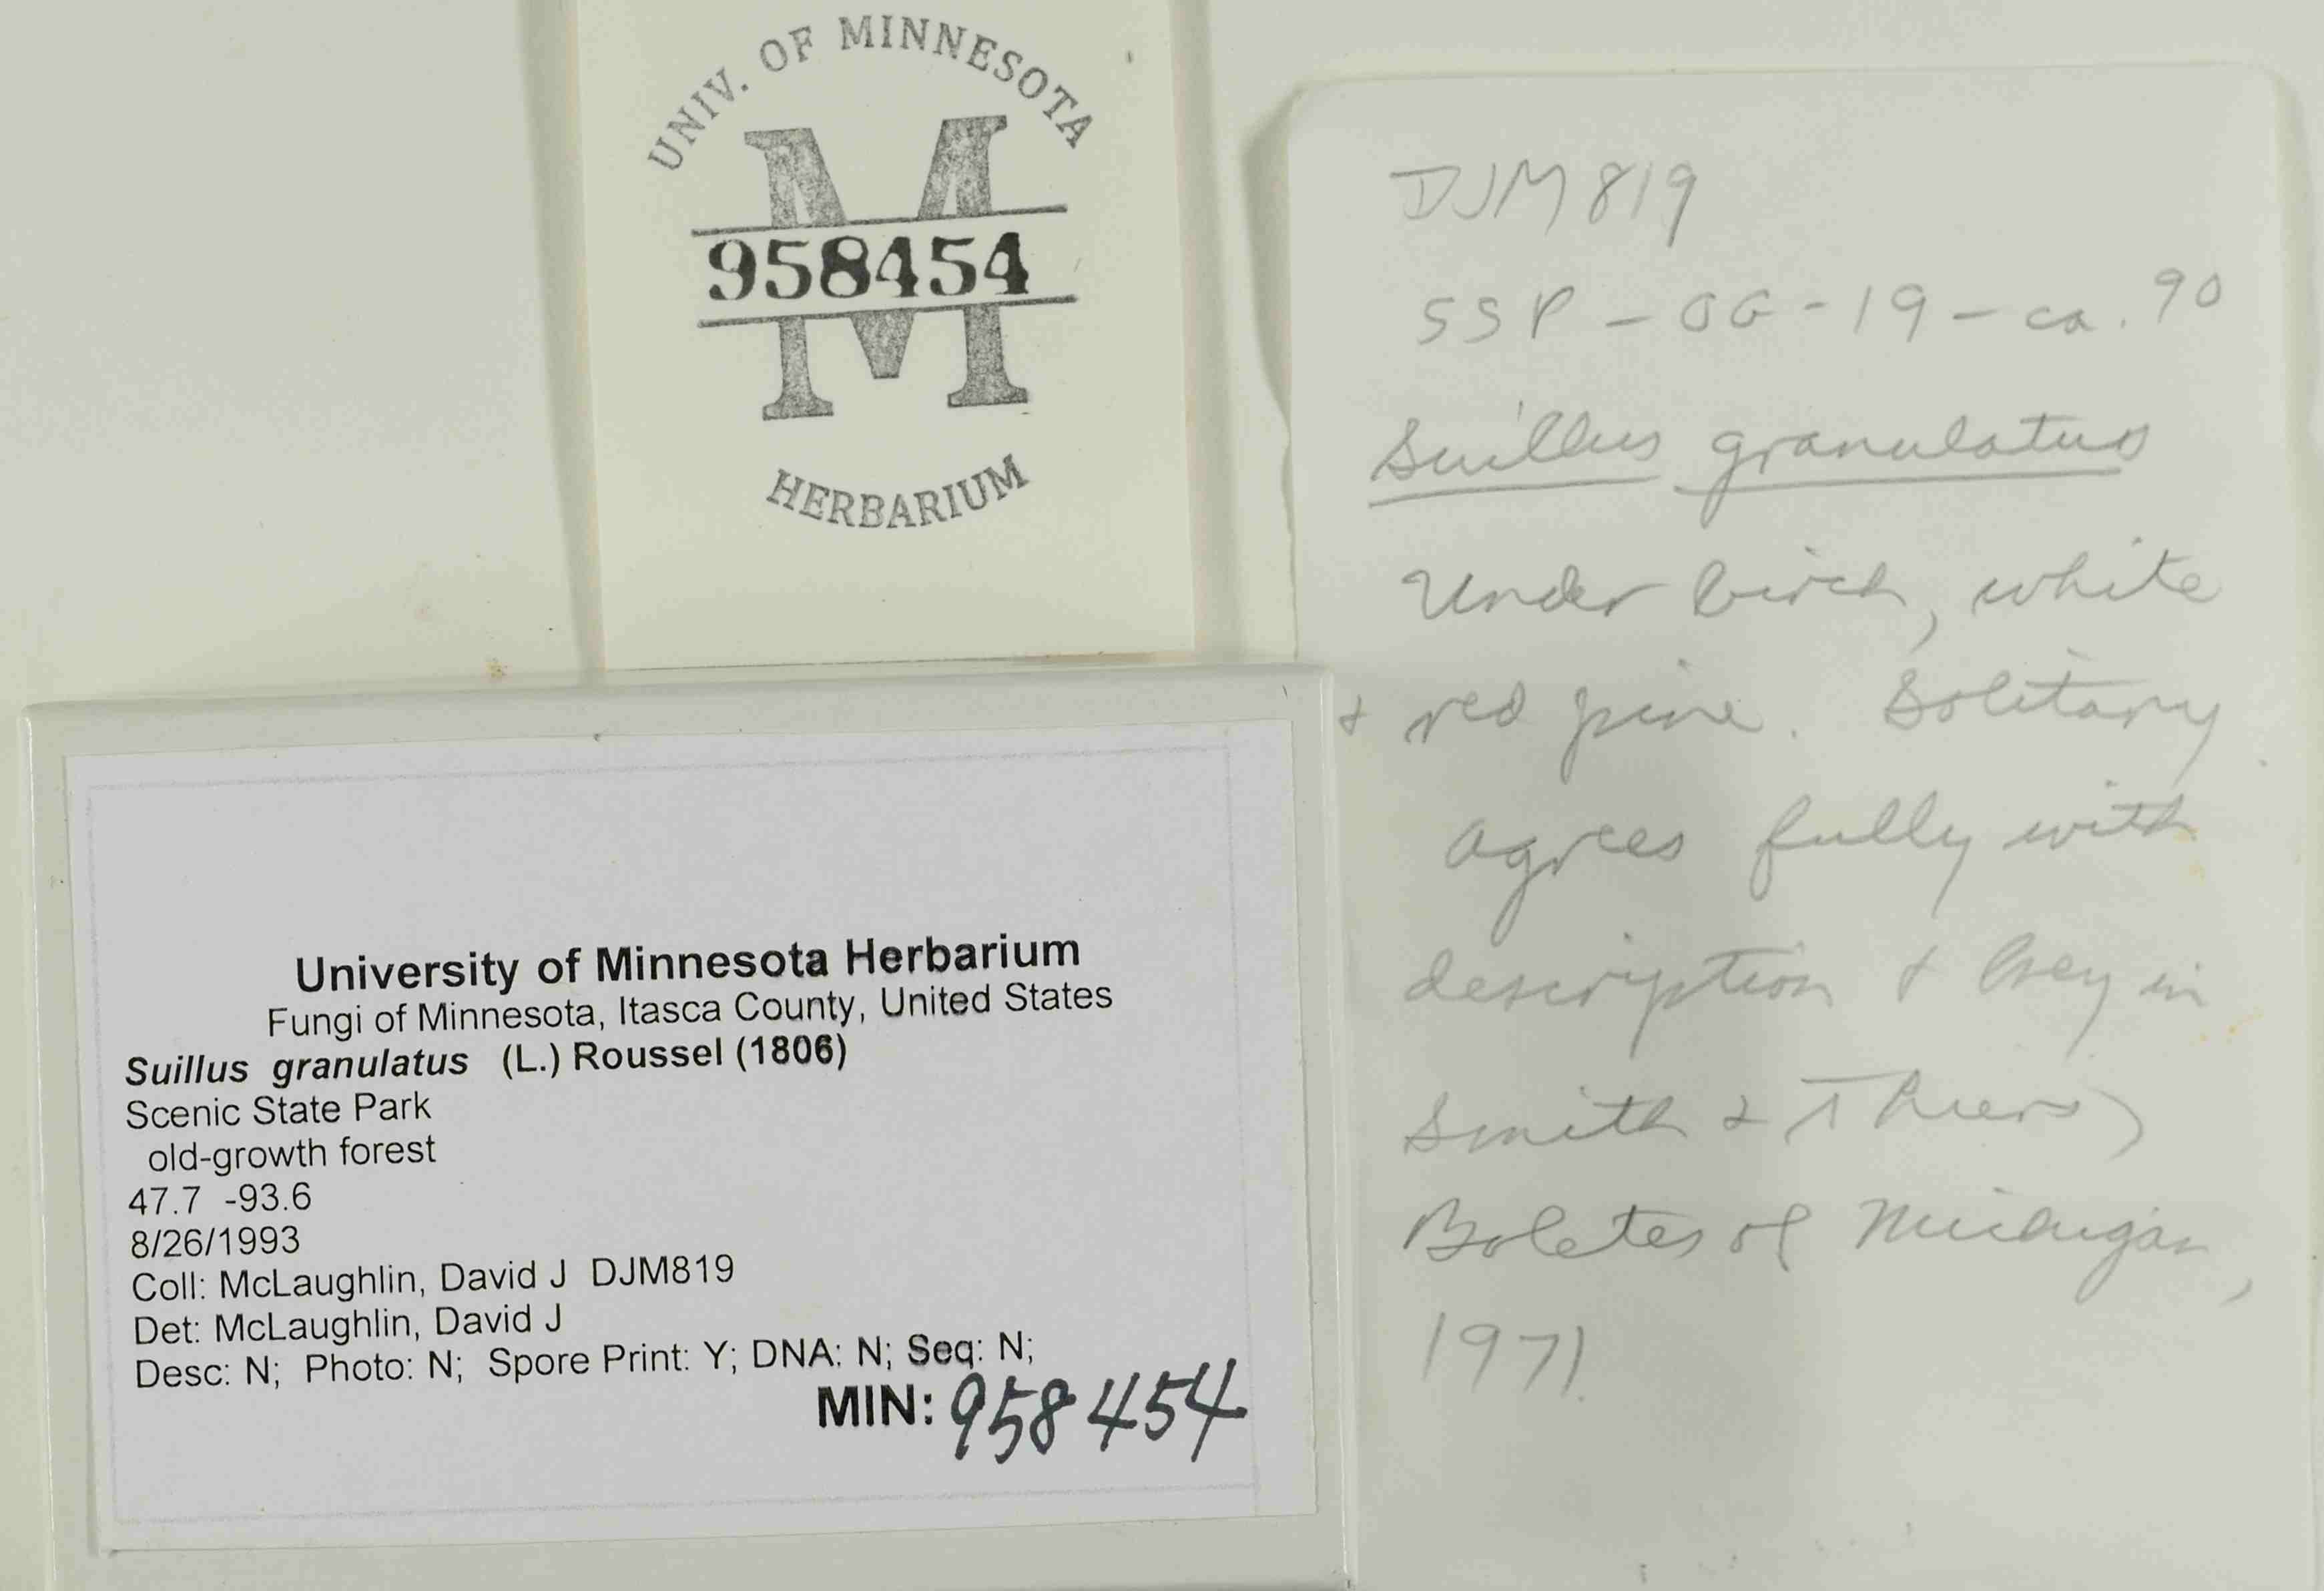 UNIV. OF MINNESOTA
M
958454
HERBARIUM
DJM819
SSP - OG - 19 - ca. 90
Suillus granulatus
Under birch, white
+ red pine. Solitary
agrees fully with
description + key in
Smith & Thiers,
Boletes of Michigan,
1971.
University of Minnesota Herbarium
Fungi of Minnesota, Itasca County, United States
Suillus granulatus (L.) Roussel (1806)
Scenic State Park
old-growth forest
47.7 -93.6
8/26/1993
Coll: McLaughlin, David J DJM819
Det: McLaughlin, David J
Desc: N; Photo: N; Spore Print: Y; DNA: N; Seq: N;
MIN: 958454